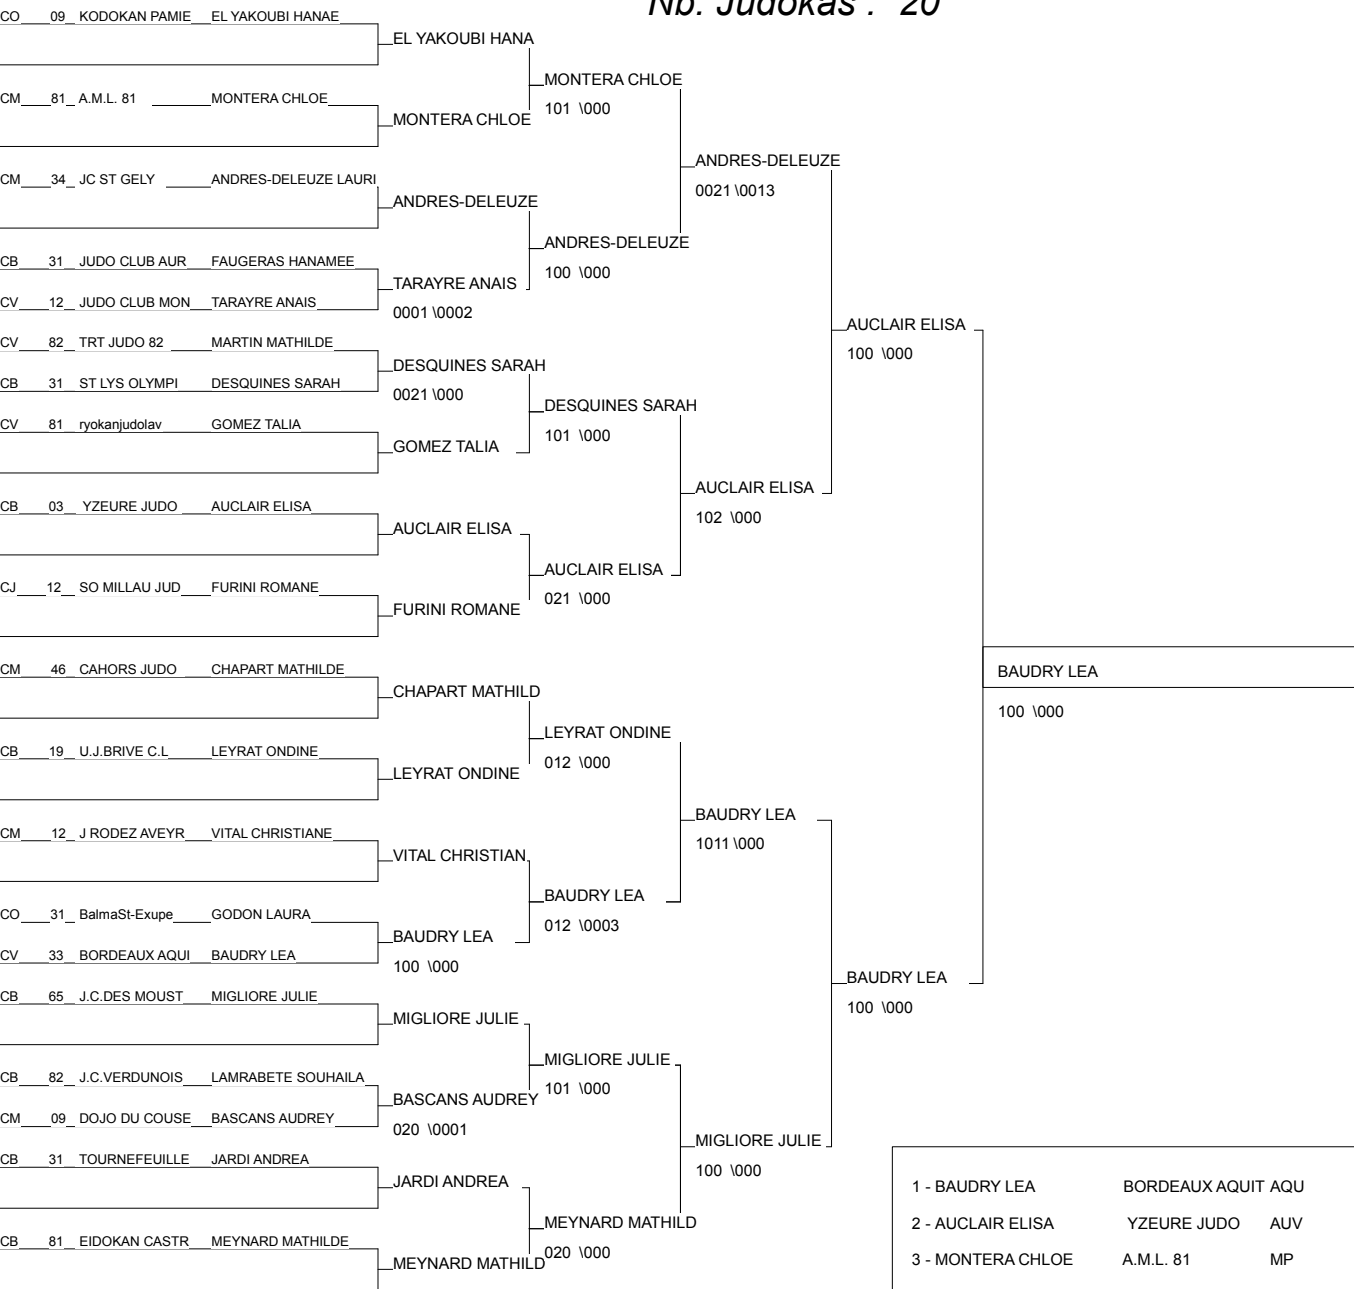 Nb. Judokas : 20
CO 09 KODOKAN PAMIE EL YAKOUBI HANAE
EL YAKOUBI HANA
MONTERA CHLOE
101 \000
CM 81 A.M.L. 81 MONTERA CHLOE
MONTERA CHLOE
ANDRES-DELEUZE
0021 \0013
CM 34 JC ST GELY ANDRES-DELEUZE LAURI
ANDRES-DELEUZE
ANDRES-DELEUZE
100 \000
CB 31 JUDO CLUB AUR FAUGERAS HANAMEE
TARAYRE ANAIS
0001 \0002
CV 12 JUDO CLUB MON TARAYRE ANAIS
AUCLAIR ELISA
100 \000
CV 82 TRT JUDO 82 MARTIN MATHILDE
DESQUINES SARAH
0021 \000
CB 31 ST LYS OLYMPI DESQUINES SARAH
DESQUINES SARAH
101 \000
CV 81 ryokanjudolav GOMEZ TALIA
GOMEZ TALIA
AUCLAIR ELISA
102 \000
CB 03 YZEURE JUDO AUCLAIR ELISA
AUCLAIR ELISA
AUCLAIR ELISA
021 \000
CJ 12 SO MILLAU JUD FURINI ROMANE
FURINI ROMANE
CM 46 CAHORS JUDO CHAPART MATHILDE
BAUDRY LEA
100 \000
CHAPART MATHILD
LEYRAT ONDINE
012 \000
CB 19 U.J.BRIVE C.L LEYRAT ONDINE
LEYRAT ONDINE
BAUDRY LEA
1011 \000
CM 12 J RODEZ AVEYR VITAL CHRISTIANE
VITAL CHRISTIAN
BAUDRY LEA
012 \0003
CO 31 BalmaSt-Exupe GODON LAURA
BAUDRY LEA
100 \000
CV 33 BORDEAUX AQUI BAUDRY LEA
BAUDRY LEA
100 \000
CB 65 J.C.DES MOUST MIGLIORE JULIE
MIGLIORE JULIE
MIGLIORE JULIE
101 \000
CB 82 J.C.VERDUNOIS LAMRABETE SOUHAILA
BASCANS AUDREY
020 \0001
CM 09 DOJO DU COUSE BASCANS AUDREY
MIGLIORE JULIE
100 \000
CB 31 TOURNEFEUILLE JARDI ANDREA
JARDI ANDREA
MEYNARD MATHILD
020 \000
CB 81 EIDOKAN CASTR MEYNARD MATHILDE
MEYNARD MATHILD
1 - BAUDRY LEA BORDEAUX AQUIT AQU
2 - AUCLAIR ELISA YZEURE JUDO AUV
3 - MONTERA CHLOE A.M.L. 81 MP